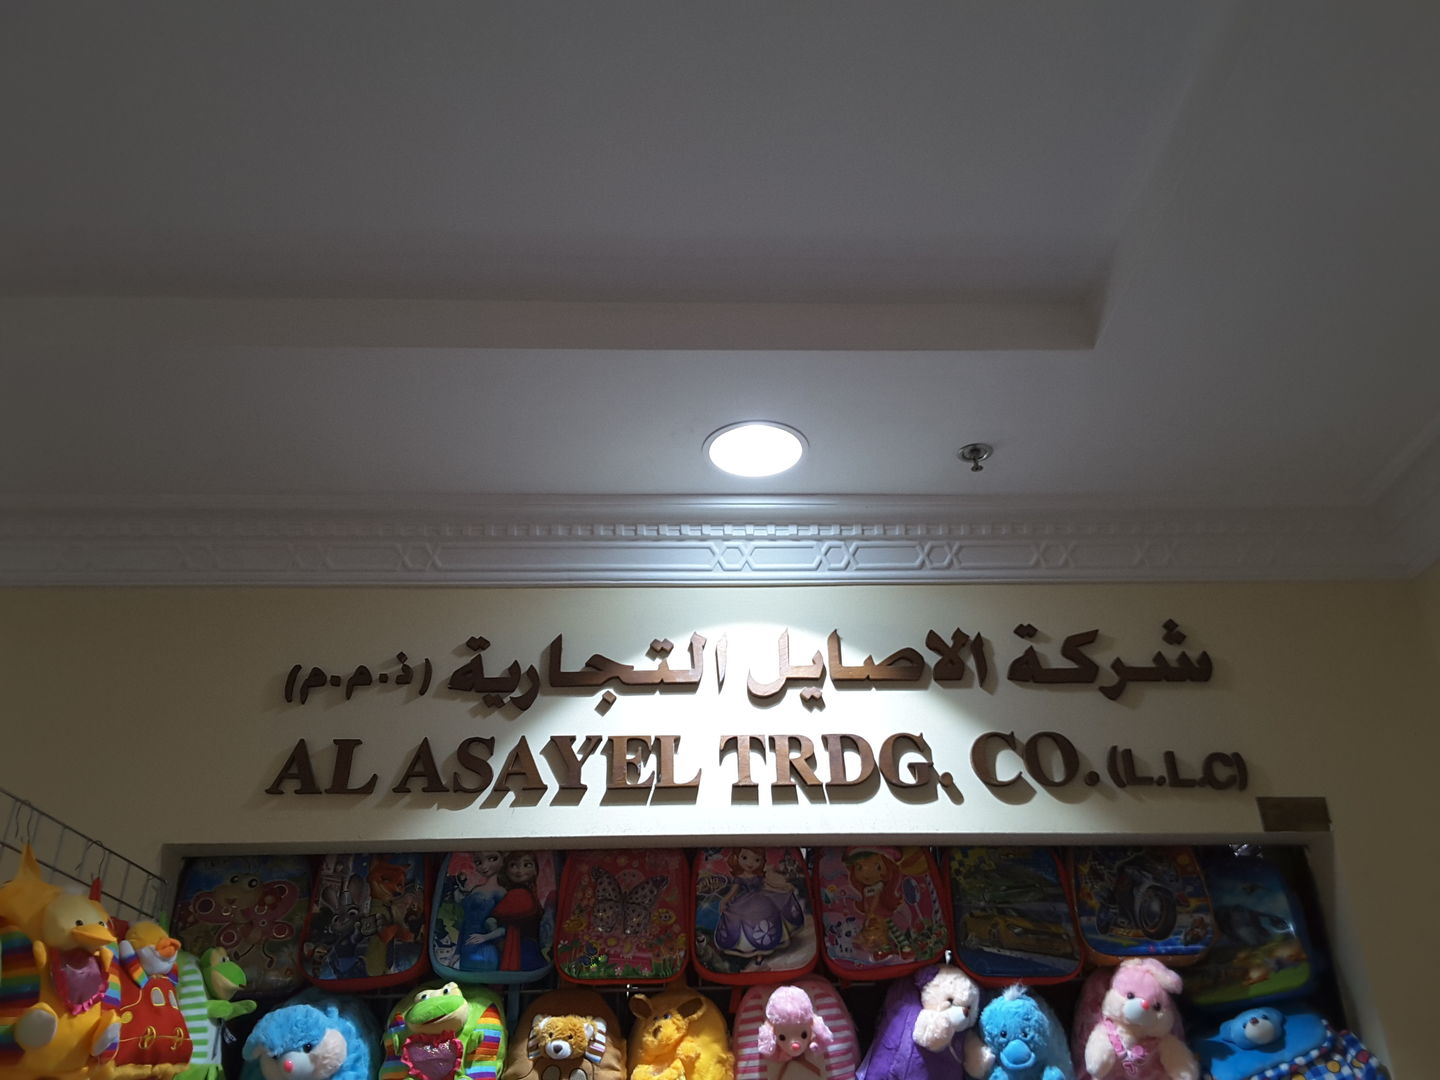 شركة الاصايل التجارية (ذ.م.م)
AL ASAYEL TRDG. CO. (L.L.C)